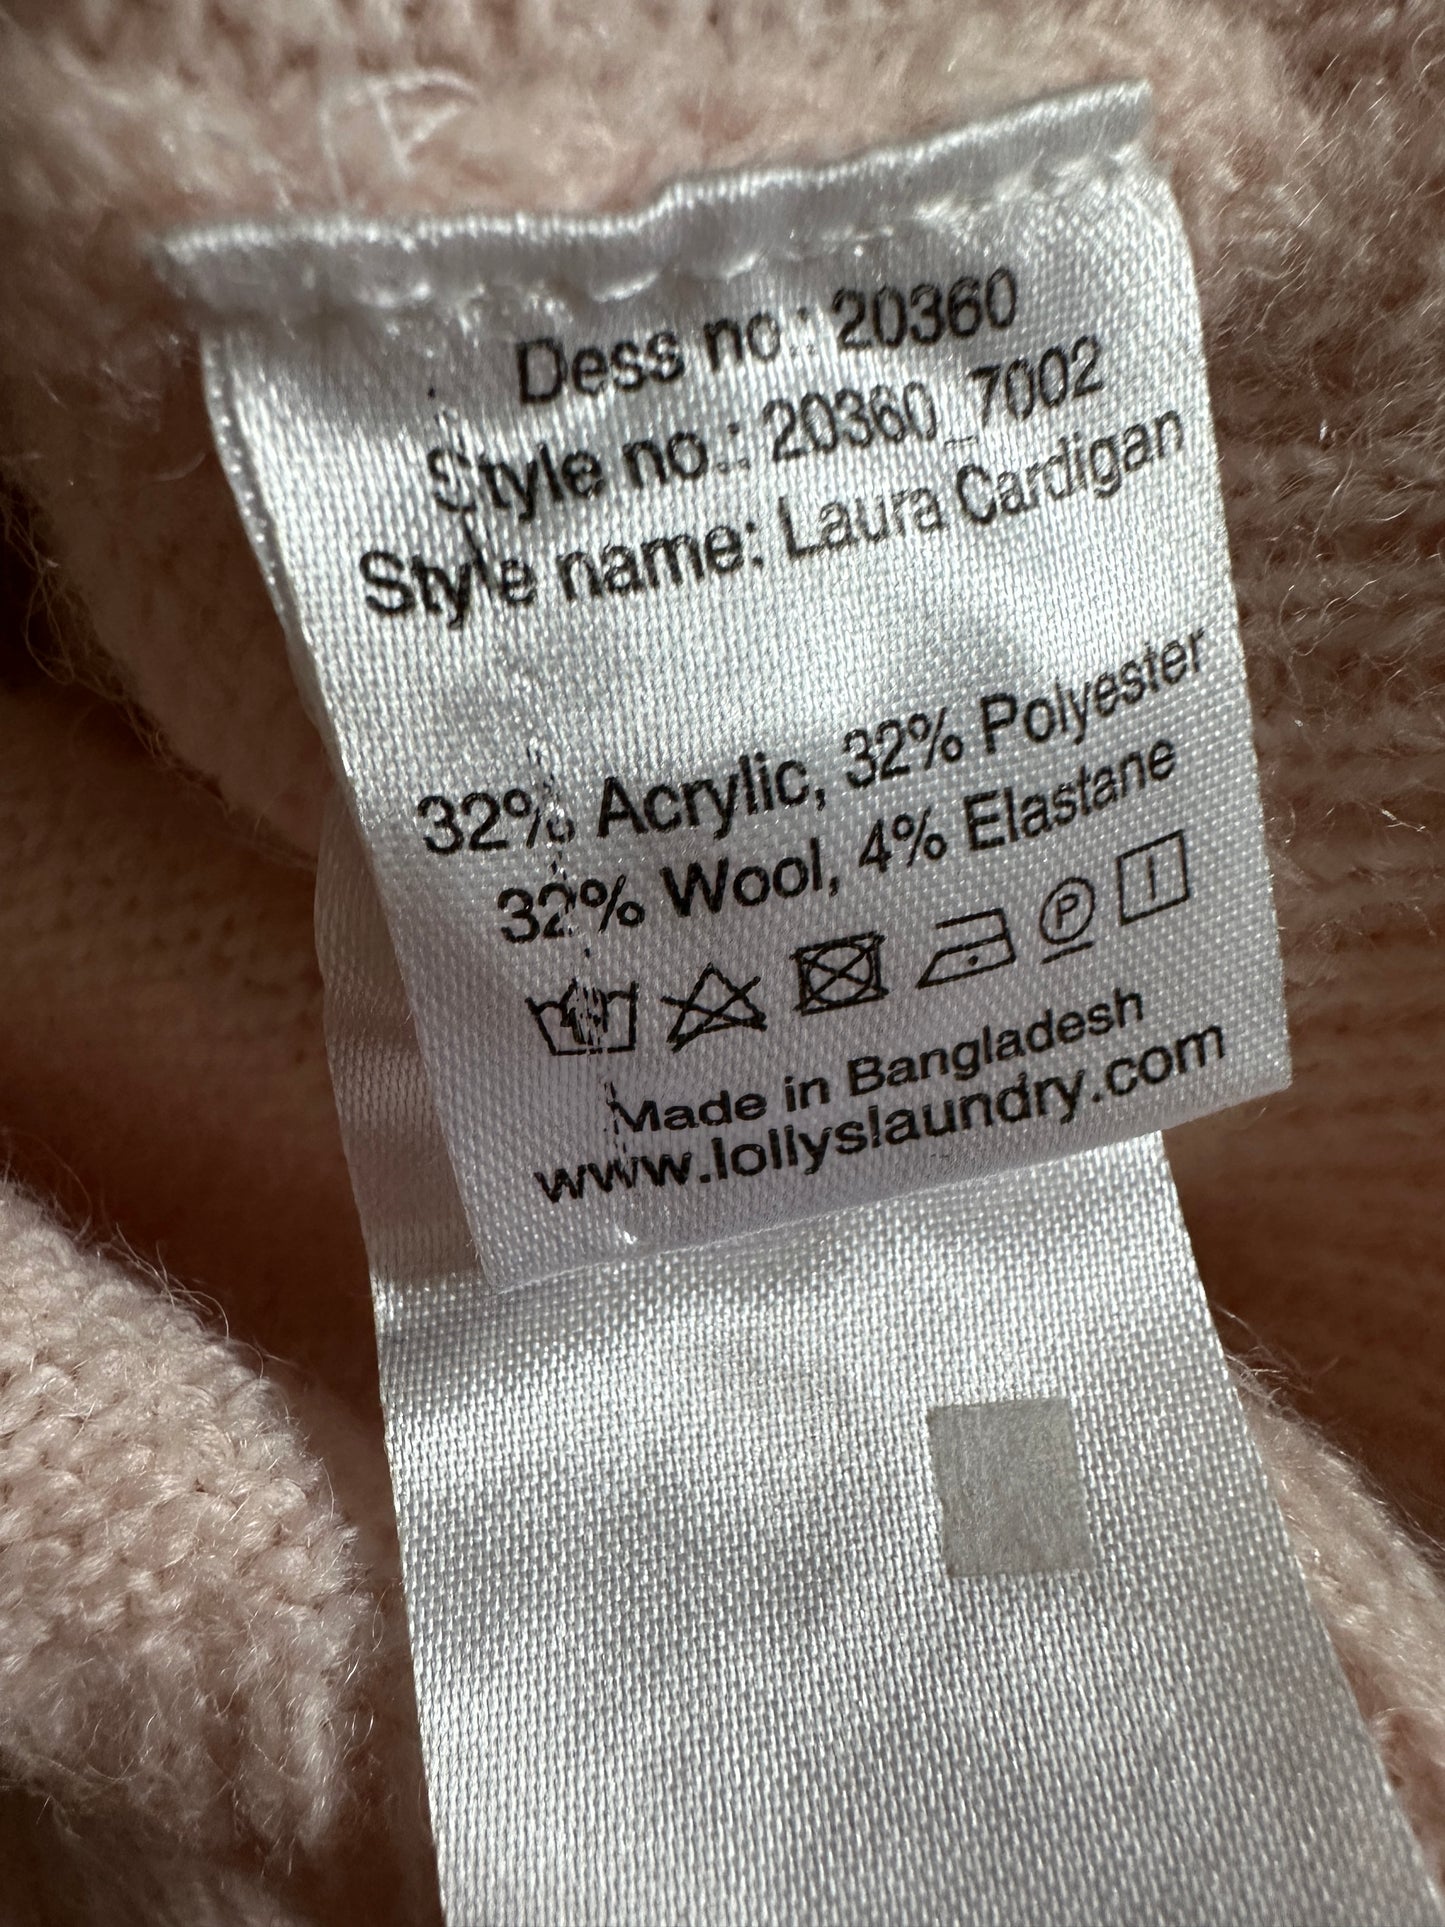 Dess no.: 20360
Style no.: 20360_7002
Style name: Laura Cardigan
32% Acrylic, 32% Polyester
32% Wool, 4% Elastane
P
Made in Bangladesh
www.lollyslaundry.com